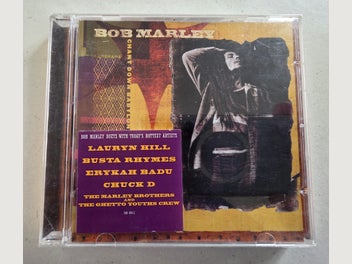 BOB MARLEY
CHANT DOWN BABYLON
BOB MARLEY DUETS WITH TODAY'S HOTTEST ARTISTS
LAURYN HILL
BUSTA RHYMES
ERYKAH BADU
CHUCK D
THE MARLEY BROTHERS
AND
THE GHETTO YOUTHS CREW